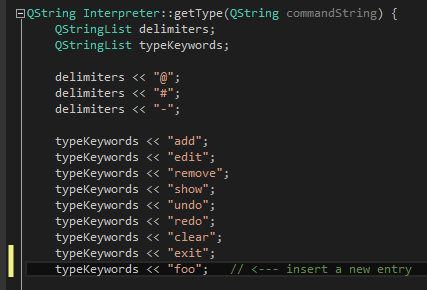 QString Interpreter::getType(QString commandString) {
    QStringList delimiters;
    QStringList typeKeywords;

    delimiters << "@";
    delimiters << "#";
    delimiters << "-";

    typeKeywords << "add";
    typeKeywords << "edit";
    typeKeywords << "remove";
    typeKeywords << "show";
    typeKeywords << "undo";
    typeKeywords << "redo";
    typeKeywords << "clear";
    typeKeywords << "exit";
    typeKeywords << "foo";   // <--- insert a new entry